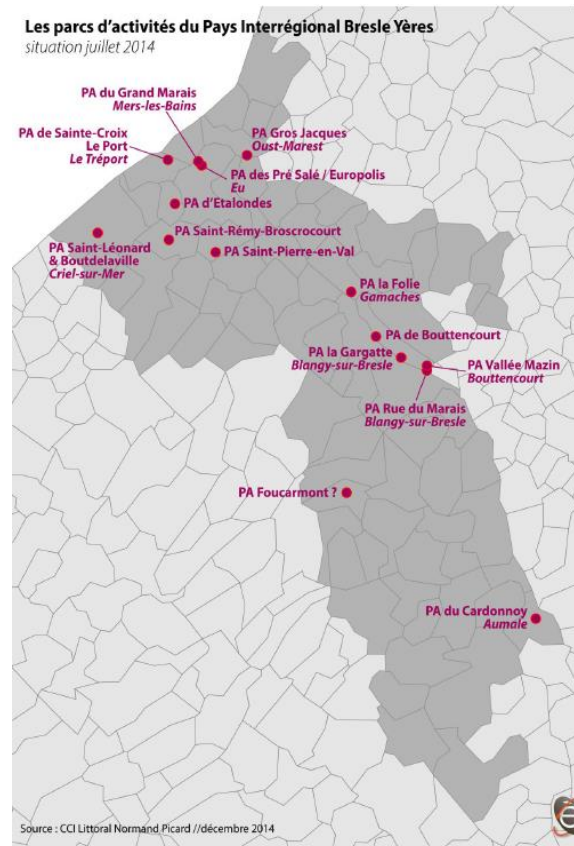 Les parcs d'activités du Pays Interrégional Bresle Yères
situation juillet 2014
PA du Grand Marais
Mers-les-Bains
PA de Sainte-Croix
Le Port
Le Tréport
PA Gros Jacques
Oust-Marest
PA des Pré Salé / Europolis
Eu
PA d'Etalondes
PA Saint-Rémy-Broscrocourt
PA Saint-Léonard
& Boutdelaville
Criel-sur-Mer
PA Saint-Pierre-en-Val
PA la Folie
Gamaches
PA de Bouttencourt
PA la Gargatte
Blangy-sur-Bresle
PA Vallée Mazin
Bouttencourt
PA Rue du Marais
Blangy-sur-Bresle
PA Foucarmont ?
PA du Cardonnoy
Aumale
Source : CCI Littoral Normand Picard //décembre 2014